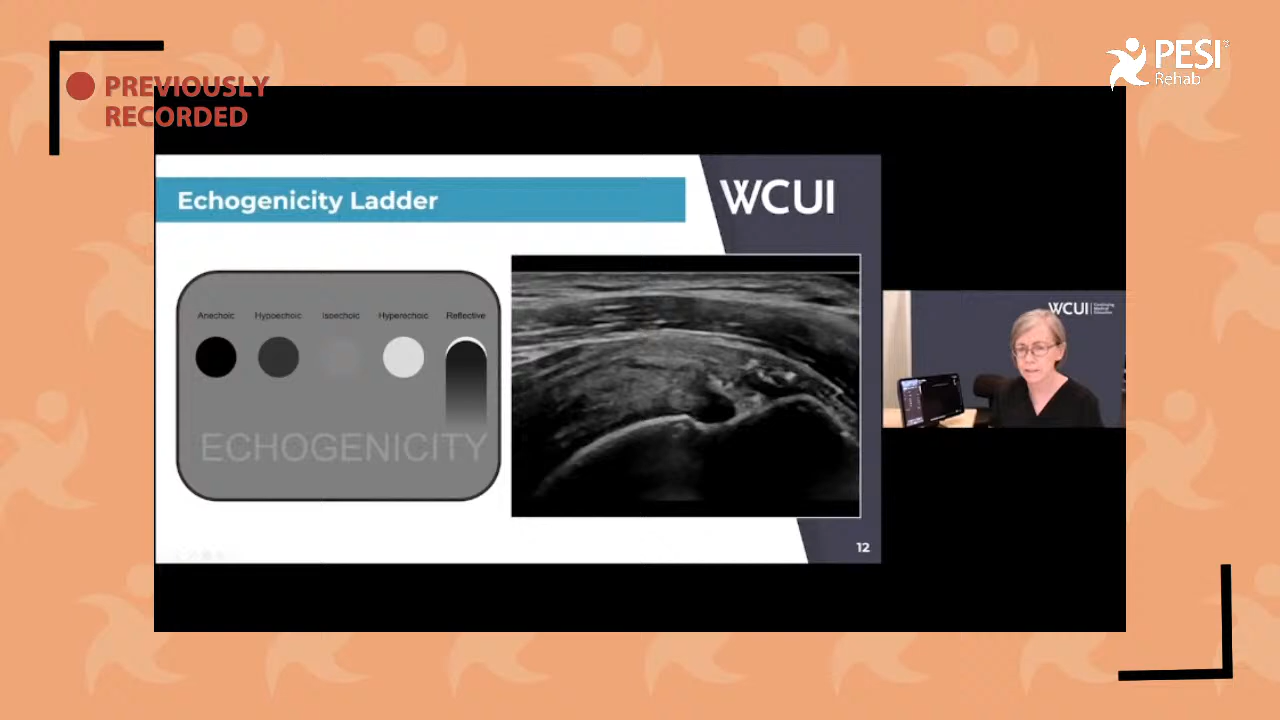 PREVIOUSLY
RECORDED
PESI
Rehab
Echogenicity Ladder
WCUI
Anechoic Hypoechoic Isoechoic Hyperechoic Reflective
ECHOGENICITY
12
WCUI